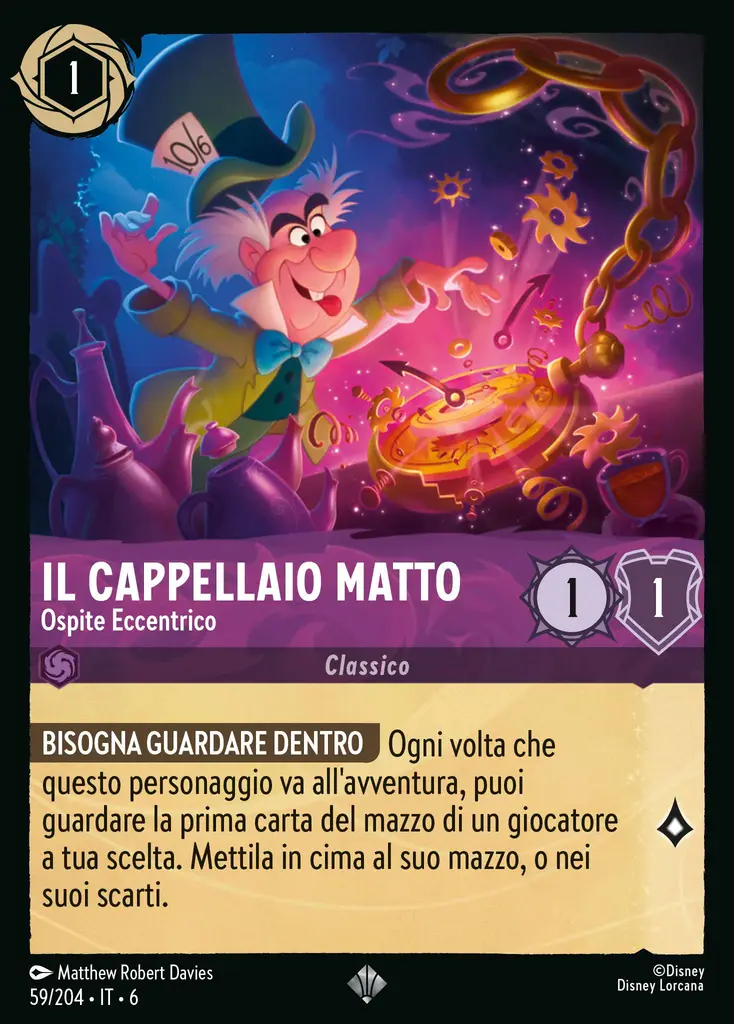 1
10/6
IL CAPPELLAIO MATTO
Ospite Eccentrico
1
1
Classico
BISOGNA GUARDARE DENTRO Ogni volta che
questo personaggio va all'avventura, puoi
guardare la prima carta del mazzo di un giocatore
a tua scelta. Mettila in cima al suo mazzo, o nei
suoi scarti.
Matthew Robert Davies
59/204 • IT • 6
©Disney
Disney Lorcana